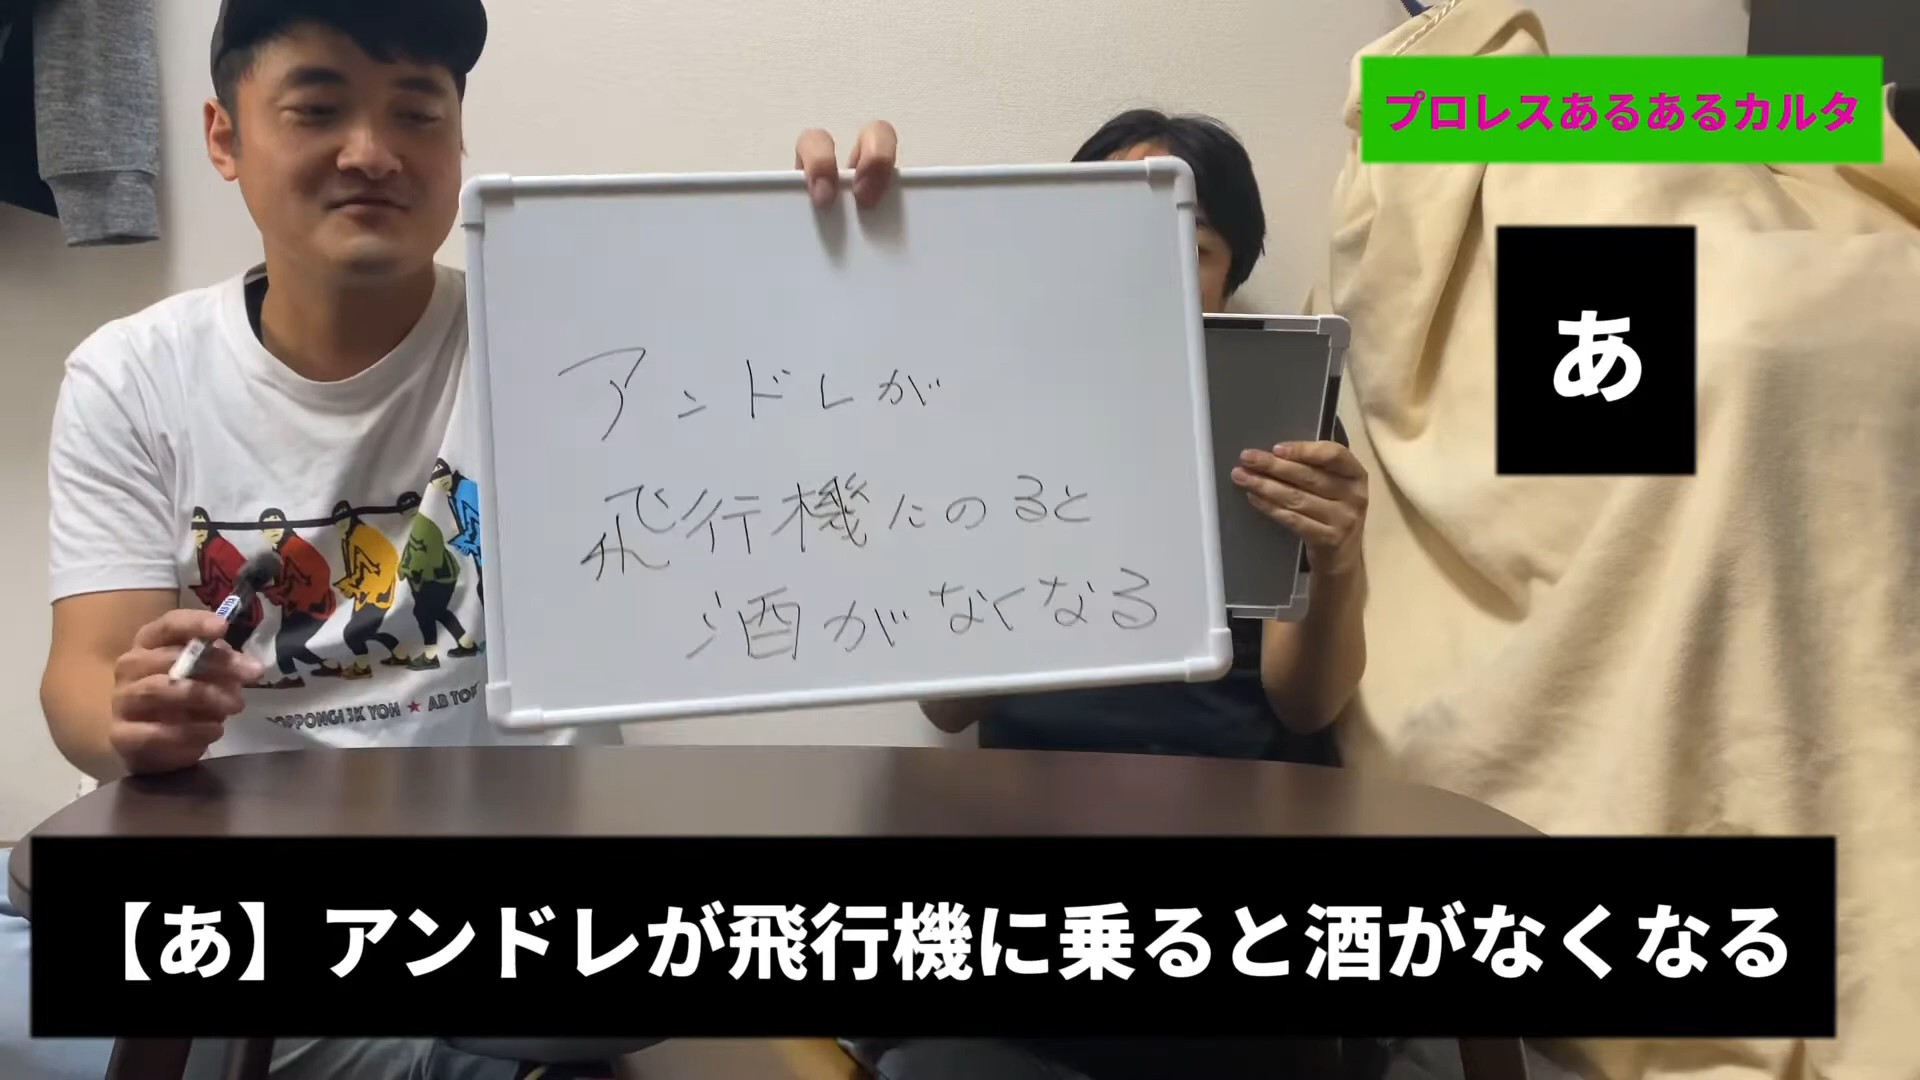 プロレスあるあるカルタ
あ
アンドレが
飛行機にのると
酒がなくなる
【あ】アンドレが飛行機に乗ると酒がなくなる